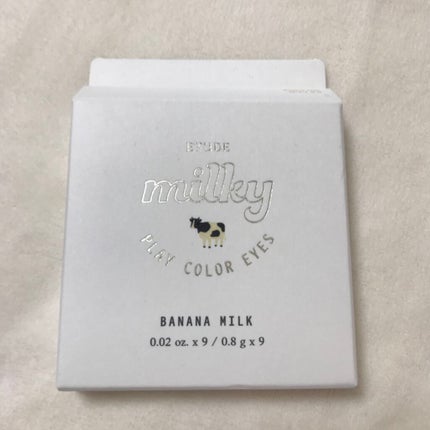 ETUDE
milky
PLAY COLOR EYES
BANANA MILK
0.02 oz. x 9 / 0.8 g x 9